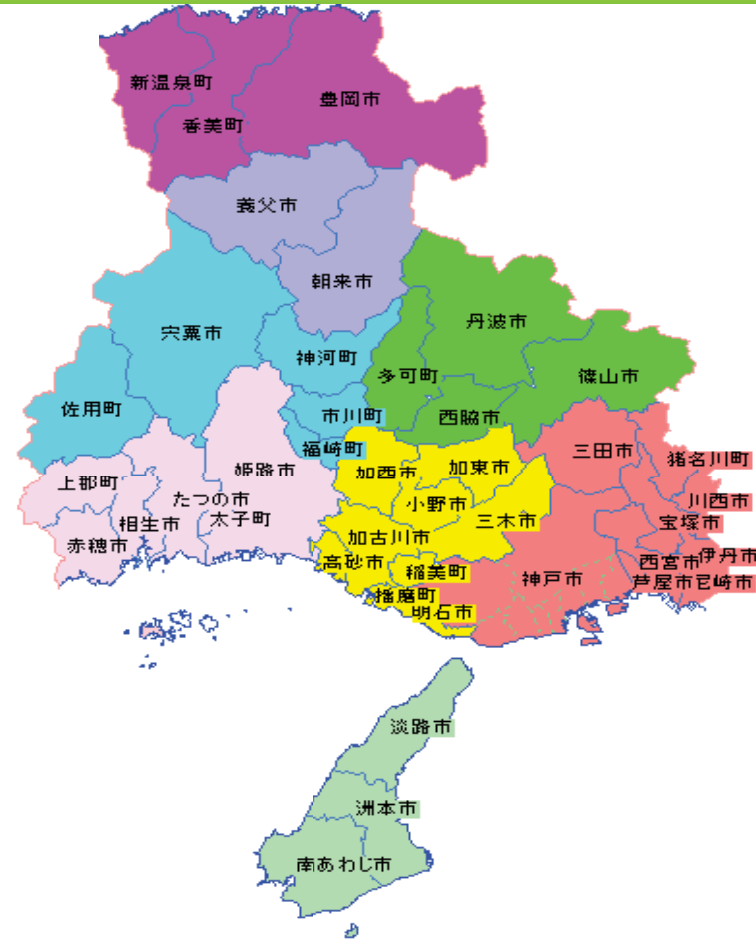 新温泉町
香美町
豊岡市
養父市
朝来市
宍粟市
神河町
丹波市
多可町
篠山市
佐用町
市川町
西脇市
福崎町
上郡町
姫路市
加西市
加東市
三田市
猪名川町
たつの市
相生市
太子町
小野市
三木市
川西市
宝塚市
赤穂市
加古川市
高砂市
稲美町
神戸市
西宮市
伊丹市
芦屋市
尼崎市
播磨町
明石市
淡路市
洲本市
南あわじ市